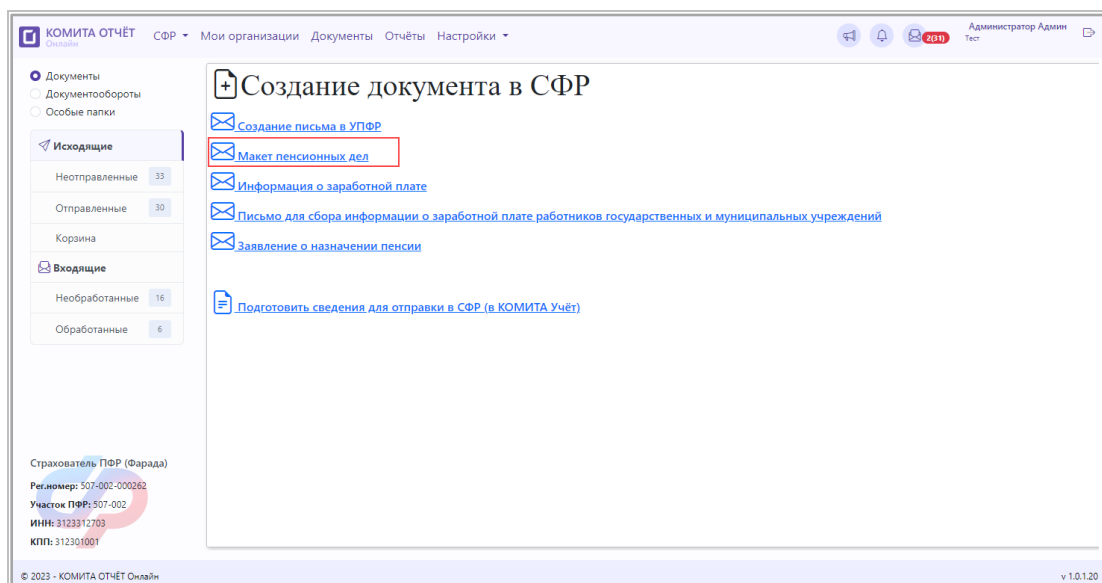 КОМИТА ОТЧЁТ
Онлайн
СФР Мои организации Документы Отчёты Настройки
2(31)
Администратор Админ
Тест
Документы
Документообороты
Особые папки
Исходящие
Неотправленные 33
Отправленные 30
Корзина
Входящие
Необработанные 16
Обработанные 6
Создание документа в СФР
Создание письма в УПФР
Макет пенсионных дел
Информация о заработной плате
Письмо для сбора информации о заработной плате работников государственных и муниципальных учреждений
Заявление о назначении пенсии
Подготовить сведения для отправки в СФР (в КОМИТА Учёт)
Страхователь ПФР (Фарада)
Рег.номер: 507-002-000262
Участок ПФР: 507-002
ИНН: 3123312703
КПП: 312301001
© 2023 - КОМИТА ОТЧЁТ Онлайн
v 1.0.1.20